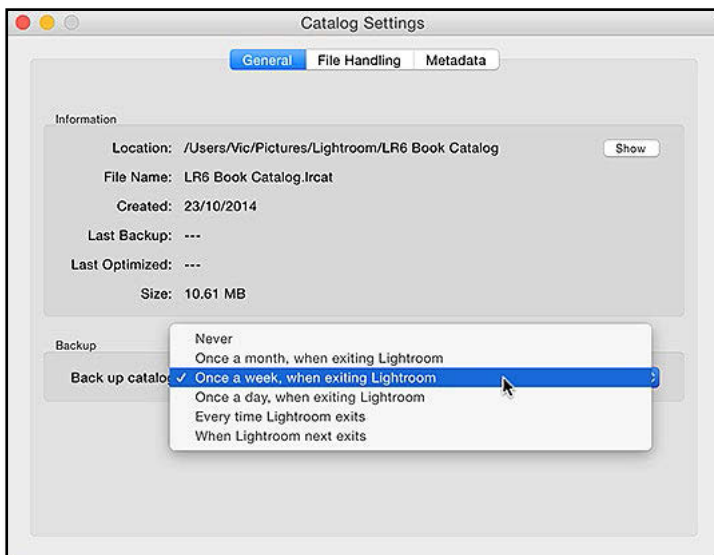 Catalog Settings
General File Handling Metadata
Information
Location: /Users/Vic/Pictures/Lightroom/LR6 Book Catalog Show
File Name: LR6 Book Catalog.lrcat
Created: 23/10/2014
Last Backup: ---
Last Optimized: ---
Size: 10.61 MB
Backup
Never
Once a month, when exiting Lightroom
Back up catalog ✓ Once a week, when exiting Lightroom
Once a day, when exiting Lightroom
Every time Lightroom exits
When Lightroom next exits